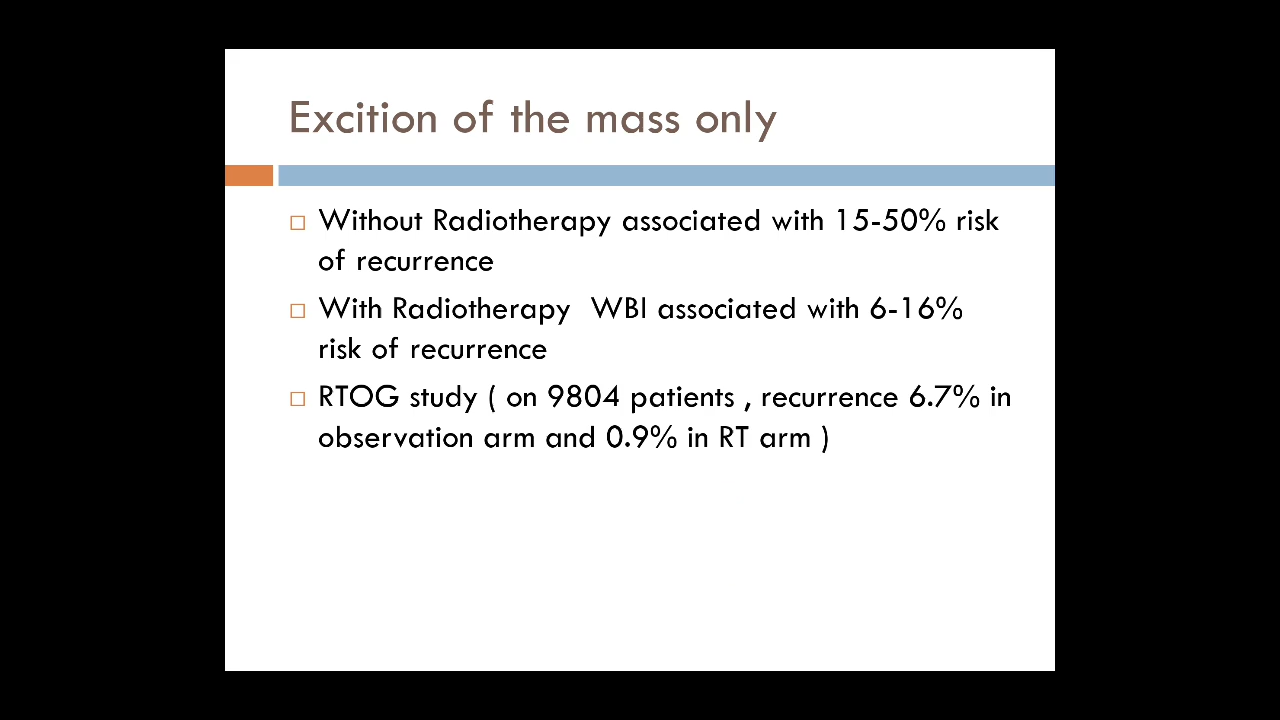 Excition of the mass only
Without Radiotherapy associated with 15-50% risk
of recurrence
With Radiotherapy WBI associated with 6-16%
risk of recurrence
RTOG study ( on 9804 patients , recurrence 6.7% in
observation arm and 0.9% in RT arm )